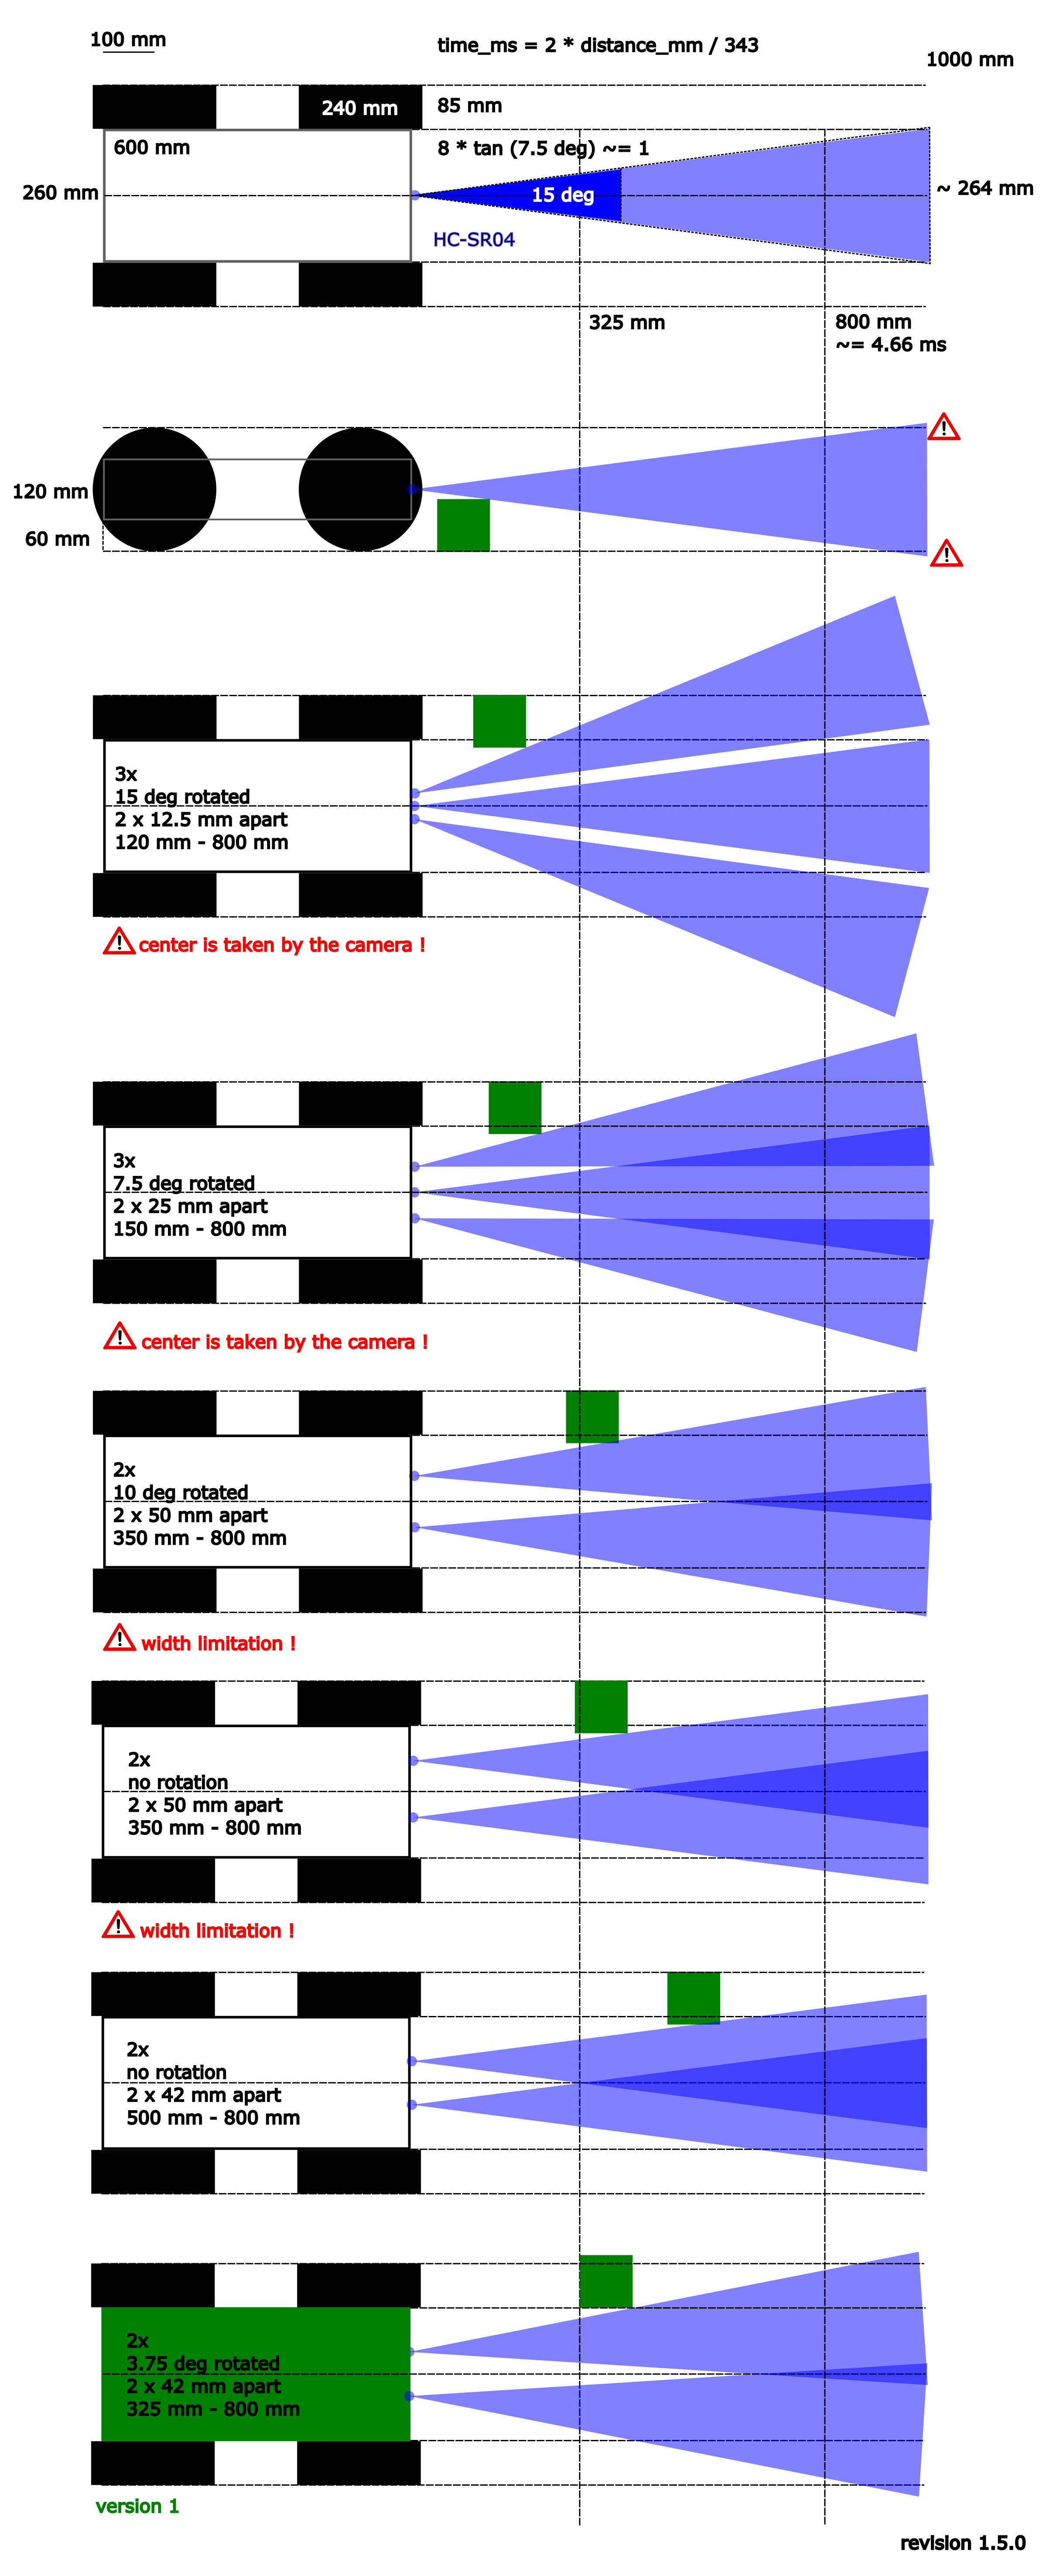 100 mm
time_ms = 2 * distance_mm / 343
1000 mm
240 mm
85 mm
600 mm
8 * tan (7.5 deg) ~= 1
260 mm
15 deg
~ 264 mm
HC-SR04
325 mm
800 mm
~= 4.66 ms
!
120 mm
60 mm
!
3x
15 deg rotated
2 x 12.5 mm apart
120 mm - 800 mm
! center is taken by the camera !
3x
7.5 deg rotated
2 x 25 mm apart
150 mm - 800 mm
! center is taken by the camera !
2x
10 deg rotated
2 x 50 mm apart
350 mm - 800 mm
! width limitation !
2x
no rotation
2 x 50 mm apart
350 mm - 800 mm
! width limitation !
2x
no rotation
2 x 42 mm apart
500 mm - 800 mm
2x
3.75 deg rotated
2 x 42 mm apart
325 mm - 800 mm
version 1
revision 1.5.0